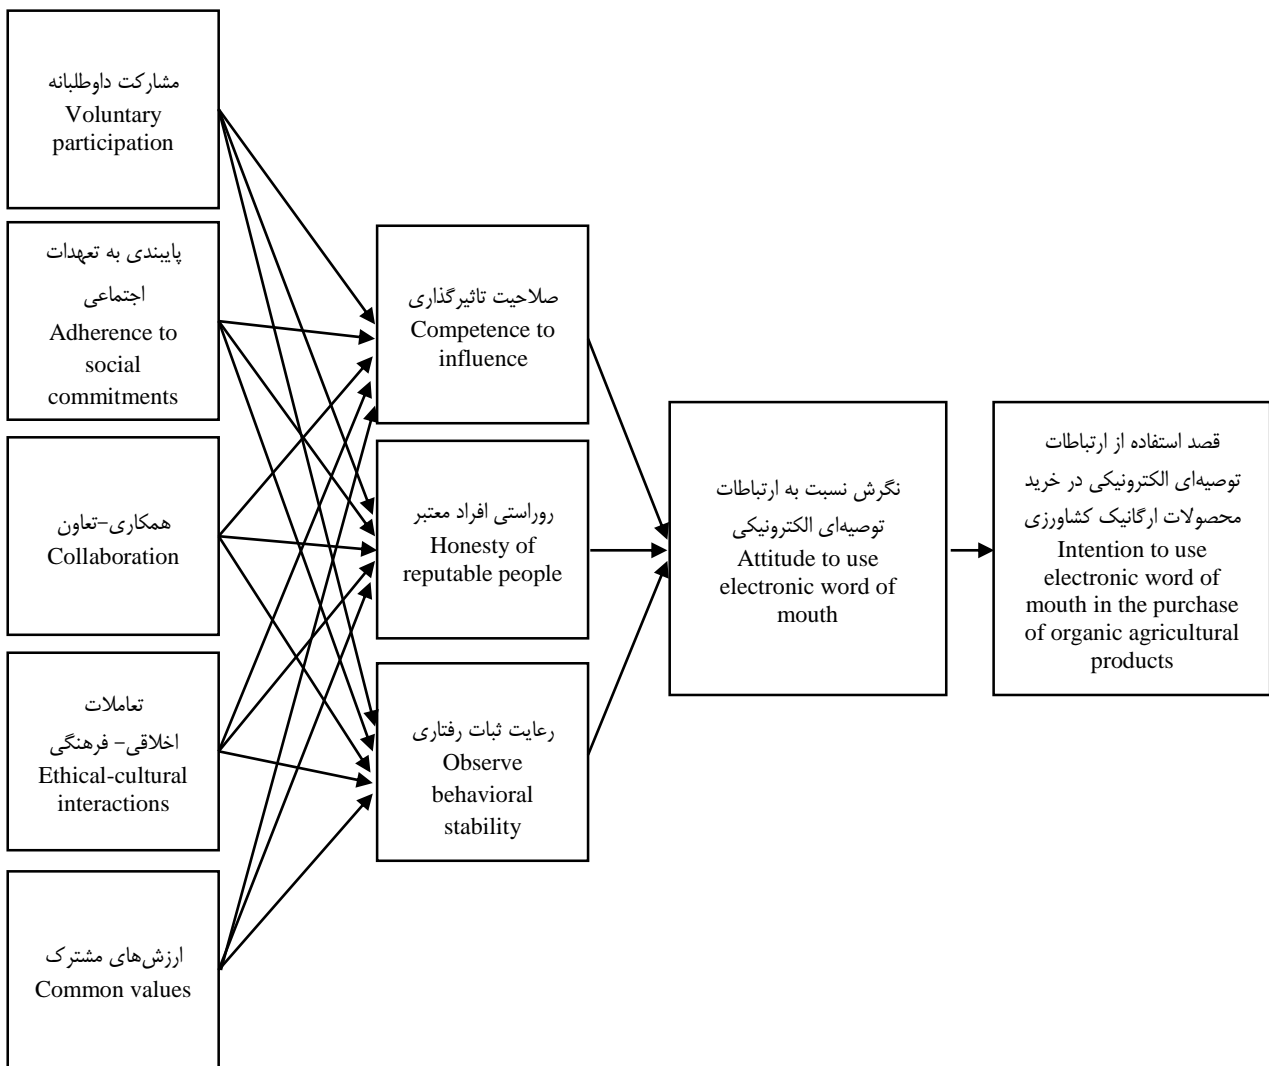 مشارکت داوطلبانه
Voluntary
participation
پایبندی به تعهدات
اجتماعی
Adherence to
social
commitments
همکاری-تعاون
Collaboration
تعاملات
اخلاقی- فرهنگی
Ethical-cultural
interactions
ارزش‌های مشترک
Common values
صلاحیت تاثیرگذاری
Competence to
influence
روراستی افراد معتبر
Honesty of
reputable people
رعایت ثبات رفتاری
Observe
behavioral
stability
نگرش نسبت به ارتباطات
توصیه‌ای الکترونیکی
Attitude to use
electronic word of
mouth
قصد استفاده از ارتباطات
توصیه‌ای الکترونیکی در خرید
محصولات ارگانیک کشاورزی
Intention to use
electronic word of
mouth in the purchase
of organic agricultural
products